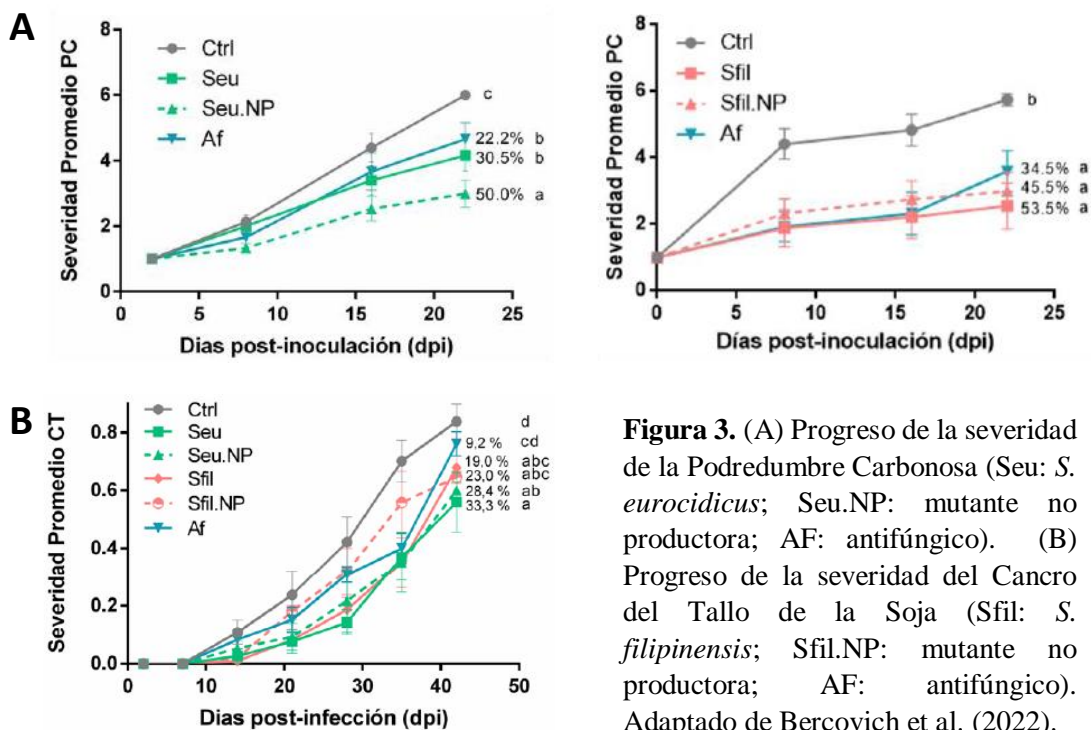 A
Severidad Promedio PC
8
6
4
2
0
Ctrl
Seu
Seu.NP
Af
c
22.2% b
30.5% b
50.0% a
0 5 10 15 20 25
Dias post-inoculación (dpi)
Severidad Promedio PC
8
6
4
2
0
Ctrl
Sfil
Sfil.NP
Af
b
34.5% a
45.5% a
53.5% a
0 5 10 15 20 25
Días post-inoculación (dpi)
B
Severidad Promedio CT
0.8
0.6
0.4
0.2
0.0
Ctrl
Seu
Seu.NP
Sfil
Sfil.NP
Af
d
9.2 % cd
19.0 % abc
23,0 % abc
28,4 % ab
33,3 % a
0 10 20 30 40 50
Dias post-infección (dpi)
Figura 3. (A) Progreso de la severidad
de la Podredumbre Carbonosa (Seu: S.
eurocidicus; Seu.NP: mutante no
productora; AF: antifúngico). (B)
Progreso de la severidad del Cancro
del Tallo de la Soja (Sfil: S.
filipinensis; Sfil.NP: mutante no
productora; AF: antifúngico).
Adaptado de Bercovich et al. (2022).